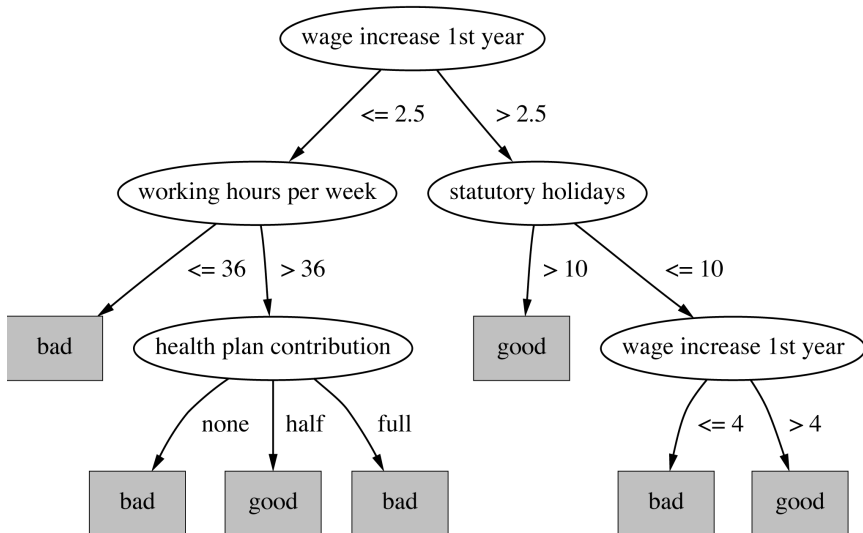 wage increase 1st year
<= 2.5
> 2.5
working hours per week
statutory holidays
<= 36
> 36
> 10
<= 10
bad
health plan contribution
good
wage increase 1st year
none
half
full
<= 4
> 4
bad
good
bad
bad
good